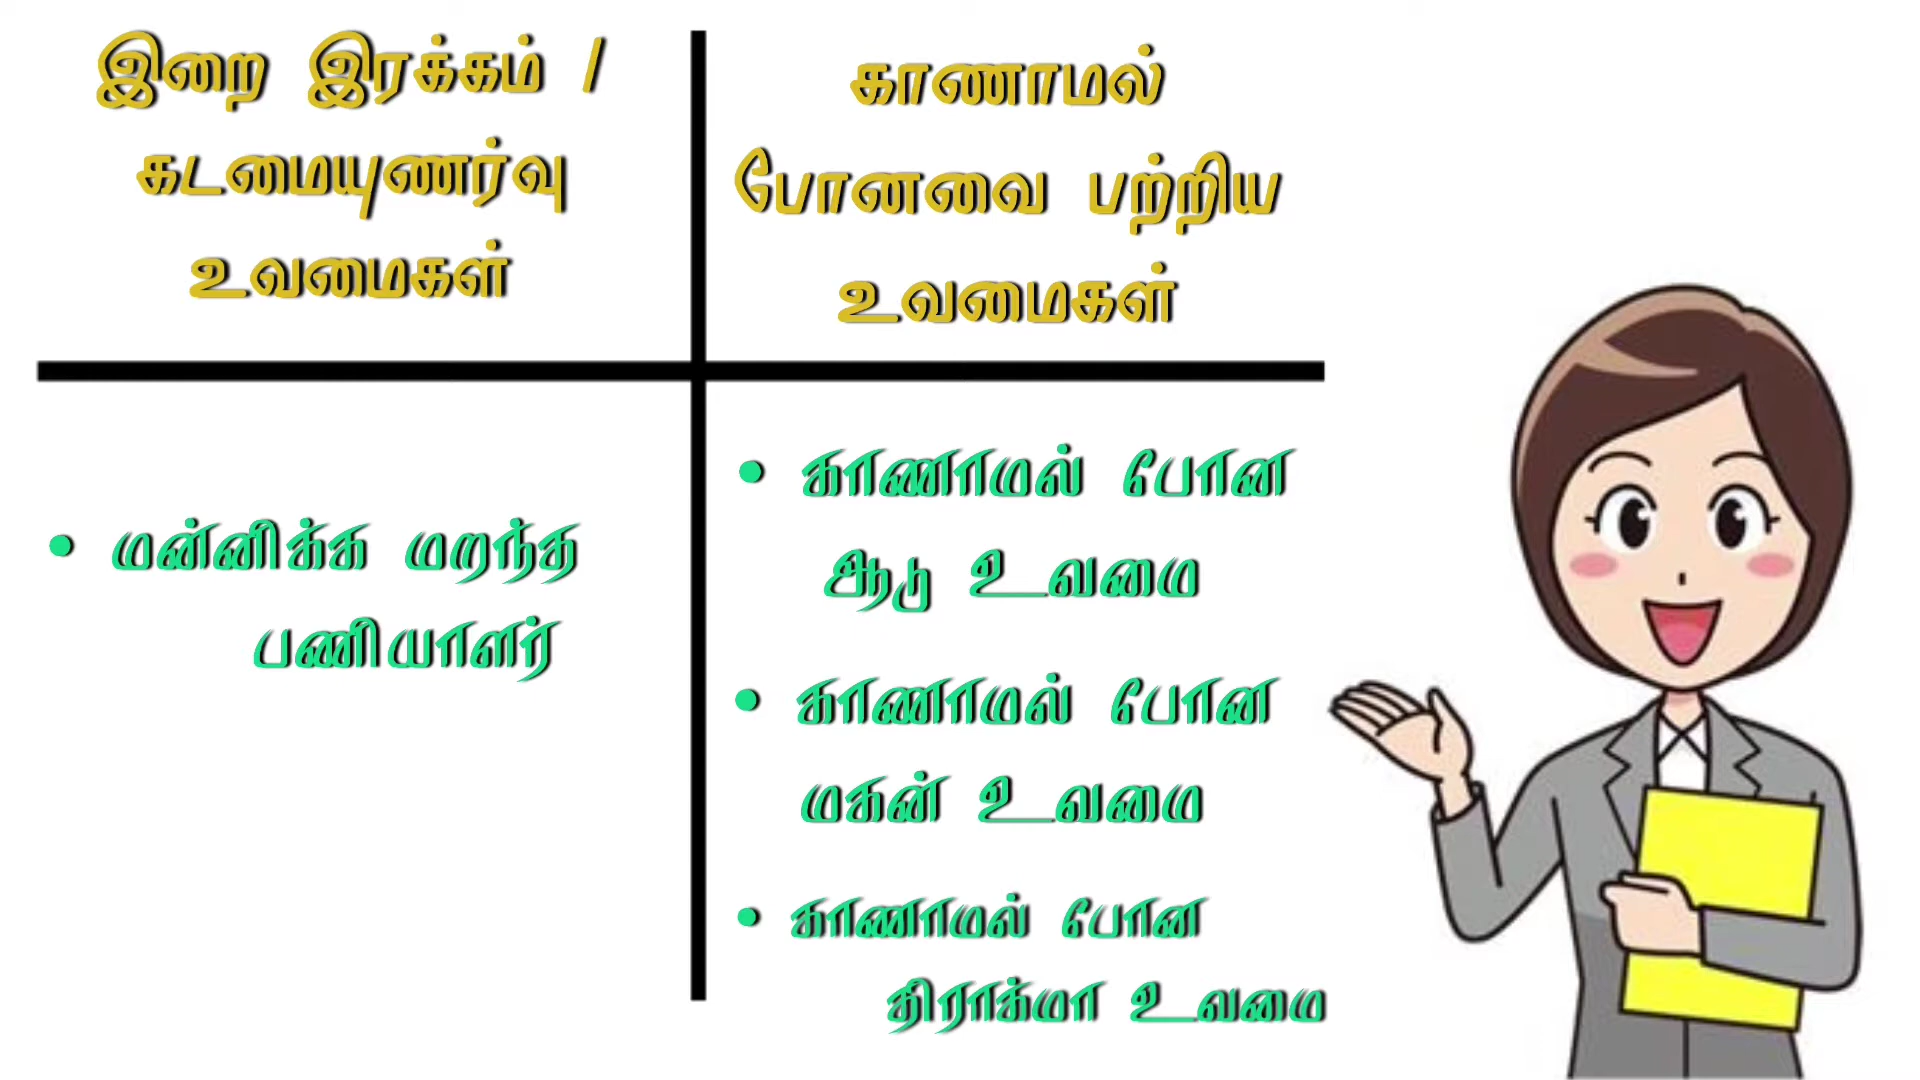 இறை இரக்கம் /
கடமையுணர்வு
உவமைகள்
காணாமல்
போனவை பற்றிய
உவமைகள்
• மன்னிக்க மறந்த
பணியாளர்
• காணாமல் போன
ஆடு உவமை
• காணாமல் போன
மகன் உவமை
• காணாமல் போன
திராக்மா உவமை